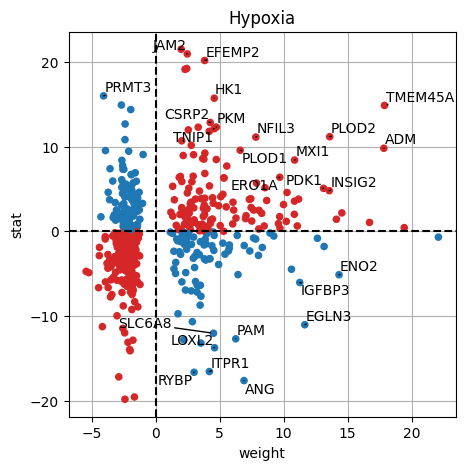 Hypoxia
JAM2
EFEMP2
PRMT3
HK1
TMEM45A
CSRP2
PKM
NFIL3
PLOD2
TNIP1
ADM
PLOD1
MXI1
ERO1A
PDK1
INSIG2
ENO2
IGFBP3
SLC6A8
EGLN3
LOXL2
PAM
ITPR1
RYBP
ANG
stat
20
10
0
−10
−20
−5
0
5
10
15
20
weight